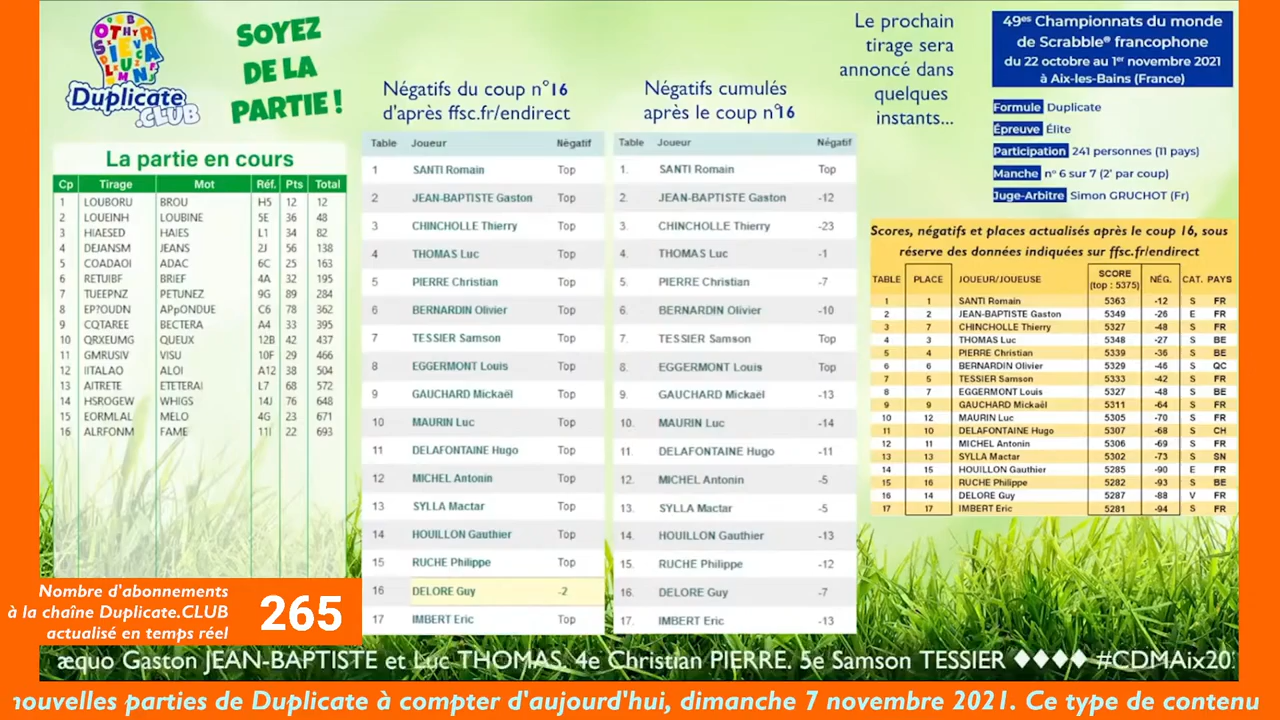 Duplicate
.CLUB
SOYEZ
DE LA
PARTIE !
La partie en cours
Cp Tirage Mot Réf. Pts Total
1 LOUBORU BROU H5 12 12
2 LOUEINH LOUBINE 5E 36 48
3 HIAESED HAIES L1 34 82
4 DEJANSM JEANS 2J 56 138
5 COADAOI ADAC 6C 25 163
6 RETUIBF BRIEF 4A 32 195
7 TUEEPNZ PETUNEZ 9G 89 284
8 EP?OUDN APpONDUE C6 78 362
9 CQTAREE BECTERA A4 33 395
10 QRXEUMG QUEUX 12B 42 437
11 GMRUSIV VISU 10F 29 466
12 IITALAO ALOI A12 38 504
13 AITRETE ETETERAI L7 68 572
14 HSROGEW WHIGS 14J 76 648
15 EORMLAL MELO 4G 23 671
16 ALRFONM FAME 11I 22 693
Négatifs du coup n°16
d'après ffsc.fr/endirect
Table Joueur Négatif
1 SANTI Romain Top
2 JEAN-BAPTISTE Gaston Top
3 CHINCHOLLE Thierry Top
4 THOMAS Luc Top
5 PIERRE Christian Top
6 BERNARDIN Olivier Top
7 TESSIER Samson Top
8 EGGERMONT Louis Top
9 GAUCHARD Mickaël Top
10 MAURIN Luc Top
11 DELAFONTAINE Hugo Top
12 MICHEL Antonin Top
13 SYLLA Mactar Top
14 HOUILLON Gauthier Top
15 RUCHE Philippe Top
16 DELORE Guy -2
17 IMBERT Eric Top
Négatifs cumulés
après le coup n°16
Table Joueur Négatif
1. SANTI Romain Top
2. JEAN-BAPTISTE Gaston -12
3. CHINCHOLLE Thierry -23
4. THOMAS Luc -1
5. PIERRE Christian -7
6. BERNARDIN Olivier -10
7. TESSIER Samson Top
8. EGGERMONT Louis Top
9. GAUCHARD Mickaël -13
10. MAURIN Luc -14
11. DELAFONTAINE Hugo -11
12. MICHEL Antonin -5
13. SYLLA Mactar -5
14. HOUILLON Gauthier -13
15. RUCHE Philippe -12
16. DELORE Guy -7
17. IMBERT Eric -13
Le prochain
tirage sera
annoncé dans
quelques
instants...
49es Championnats du monde
de Scrabble® francophone
du 22 octobre au 1er novembre 2021
à Aix-les-Bains (France)
Formule Duplicate
Épreuve Élite
Participation 241 personnes (11 pays)
Manche n° 6 sur 7 (2' par coup)
Juge-Arbitre Simon GRUCHOT (Fr)
Scores, négatifs et places actualisés après le coup 16, sous
réserve des données indiquées sur ffsc.fr/endirect
TABLE PLACE JOUEUR/JOUEUSE SCORE (top : 5375) NÉG. CAT. PAYS
1 1 SANTI Romain 5363 -12 S FR
2 2 JEAN-BAPTISTE Gaston 5349 -26 E FR
3 7 CHINCHOLLE Thierry 5327 -48 S FR
4 3 THOMAS Luc 5348 -27 S BE
5 4 PIERRE Christian 5339 -36 S BE
6 6 BERNARDIN Olivier 5329 -46 S QC
7 5 TESSIER Samson 5333 -42 S FR
8 7 EGGERMONT Louis 5327 -48 S BE
9 9 GAUCHARD Mickaël 5311 -64 S FR
10 12 MAURIN Luc 5305 -70 S FR
11 10 DELAFONTAINE Hugo 5307 -68 S CH
12 11 MICHEL Antonin 5306 -69 S FR
13 13 SYLLA Mactar 5302 -73 S SN
14 15 HOUILLON Gauthier 5285 -90 E FR
15 16 RUCHE Philippe 5282 -93 S BE
16 14 DELORE Guy 5287 -88 V FR
17 17 IMBERT Eric 5281 -94 S FR
Nombre d'abonnements
à la chaîne Duplicate.CLUB
actualisé en temps réel
265
æquo Gaston JEAN-BAPTISTE et Luc THOMAS. 4e Christian PIERRE. 5e Samson TESSIER ♦♦♦♦ #CDMAix20
nouvelles parties de Duplicate à compter d'aujourd'hui, dimanche 7 novembre 2021. Ce type de contenu